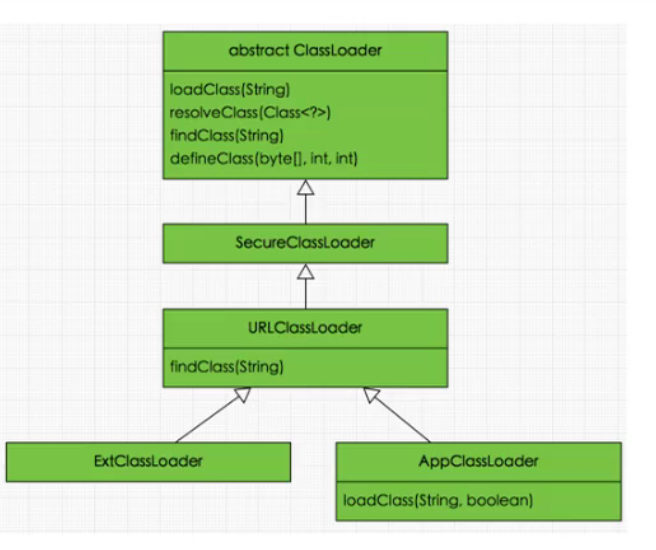 abstract ClassLoader
loadClass(String)
resolveClass(Class<?>)
findClass(String)
defineClass(byte[], int, int)
SecureClassLoader
URLClassLoader
findClass(String)
ExtClassLoader
AppClassLoader
loadClass(String, boolean)